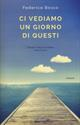 Federica Bosco
CI VEDIAMO
UN GIORNO
DI QUESTI